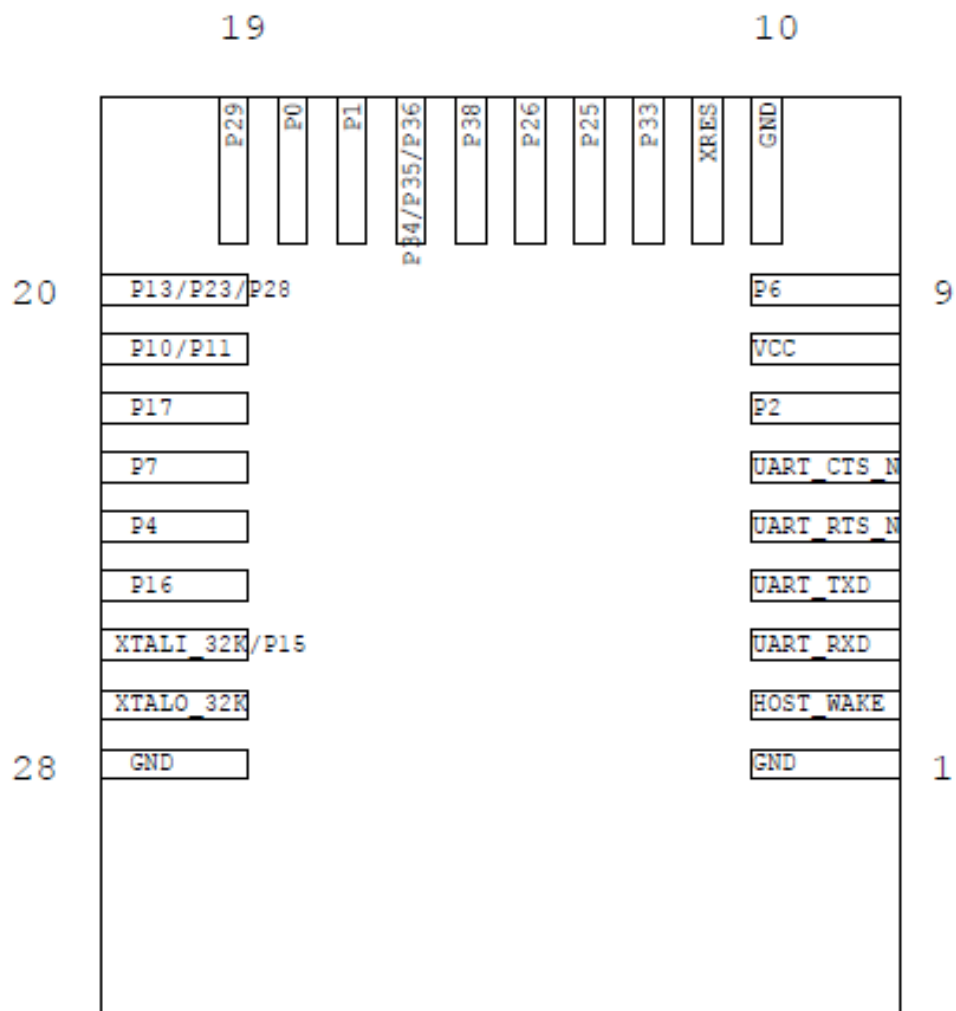 19 10
P29
P0
P1
P34/P35/P36
P38
P26
P25
P33
XRES
GND
20 P13/P23/P28 P6 9
P10/P11 VCC
P17 P2
P7 UART_CTS_N
P4 UART_RTS_N
P16 UART_TXD
XTALI_32K/P15 UART_RXD
XTALO_32K HOST_WAKE
28 GND GND 1